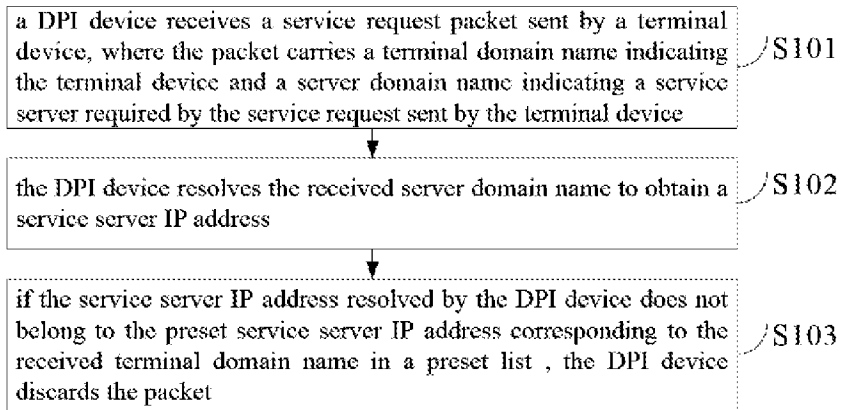 a DPI device receives a service request packet sent by a terminal
device, where the packet carries a terminal domain name indicating
the terminal device and a server domain name indicating a service
server required by the service request sent by the terminal device
S101
the DPI device resolves the received server domain name to obtain a
service server IP address
S102
if the service server IP address resolved by the DPI device does not
belong to the preset service server IP address corresponding to the
received terminal domain name in a preset list , the DPI device
discards the packet
S103